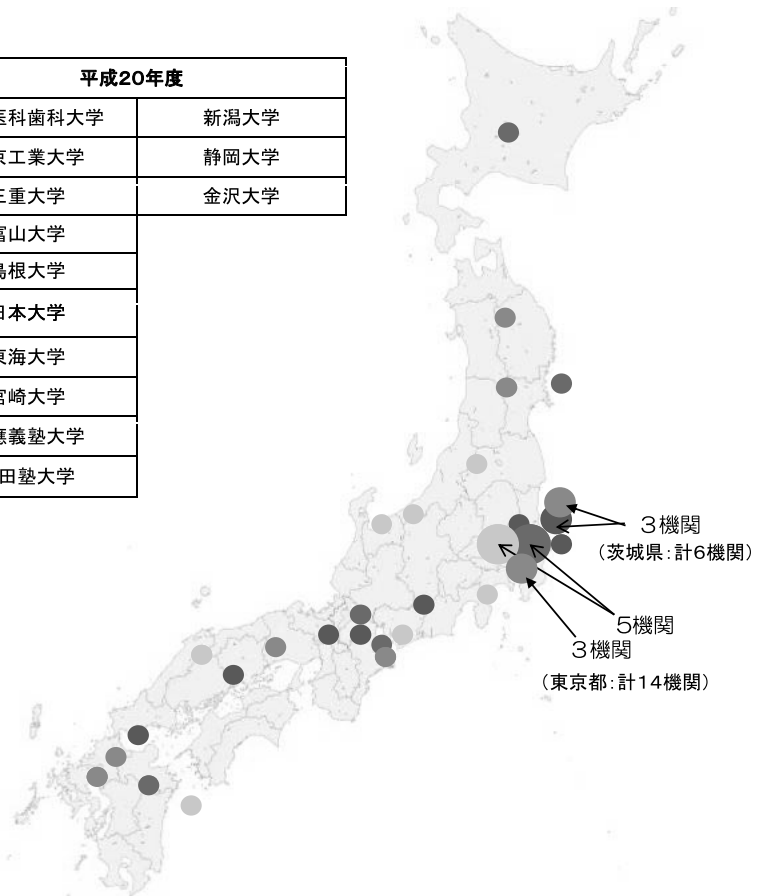 平成20年度
医科歯科大学 新潟大学
京工業大学 静岡大学
三重大学 金沢大学
富山大学
島根大学
日本大学
東海大学
宮崎大学
應義塾大学
田塾大学
3機関
（茨城県：計6機関）
5機関
3機関
（東京都：計14機関）